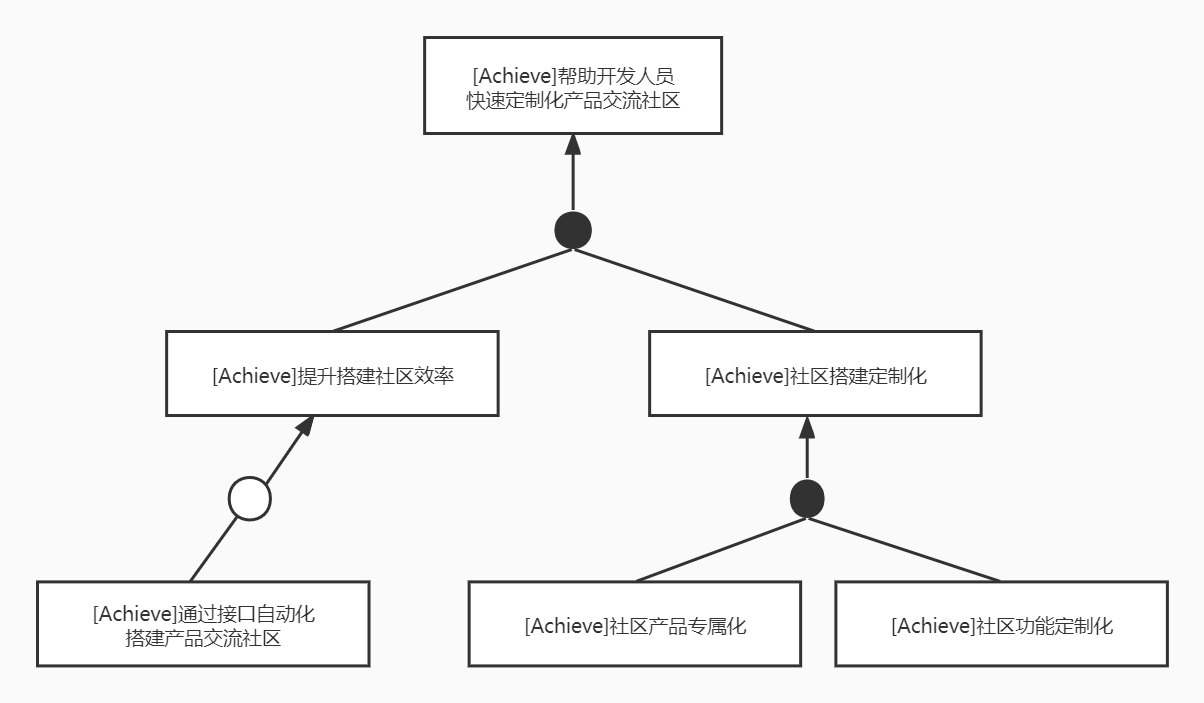 [Achieve]帮助开发人员
快速定制化产品交流社区
[Achieve]提升搭建社区效率
[Achieve]社区搭建定制化
[Achieve]通过接口自动化
搭建产品交流社区
[Achieve]社区产品专属化
[Achieve]社区功能定制化